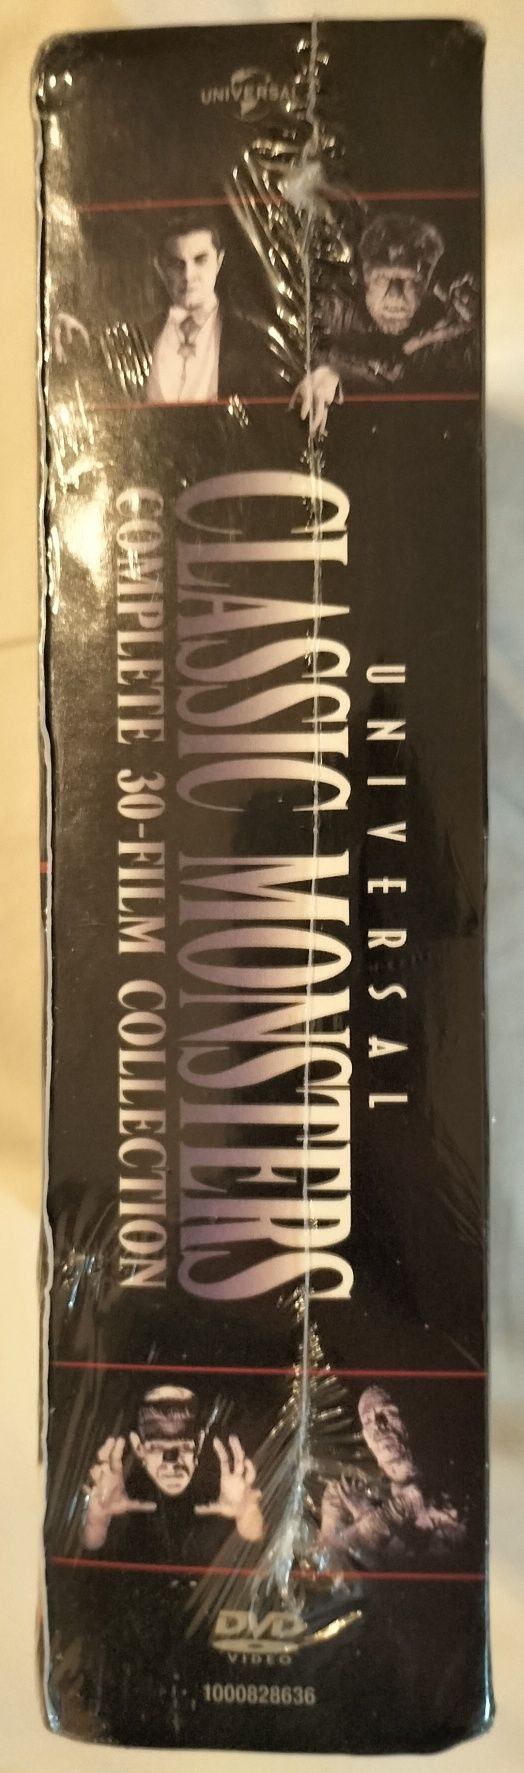 UNIVERSAL
UNIVERSAL
CLASSIC MONSTERS
COMPLETE 30-FILM COLLECTION
DVD
VIDEO
1000828636